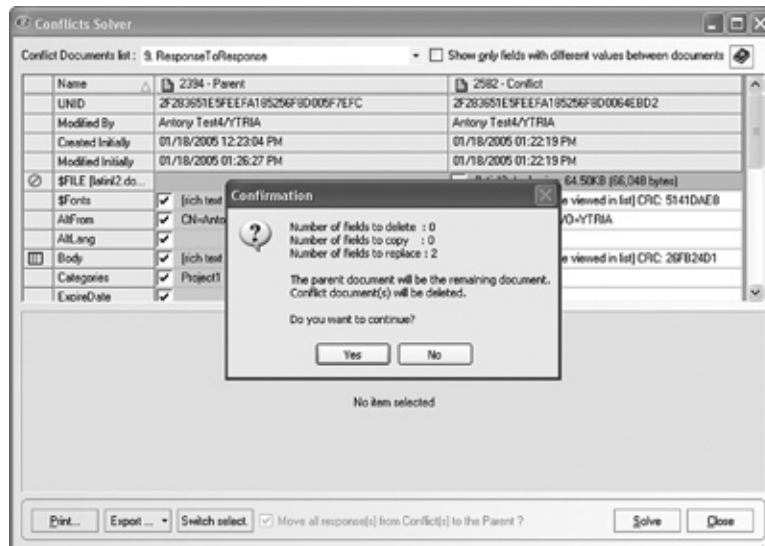 Conflicts Solver
Conflict Documents list : 9. ResponseToResponse Show only fields with different values between documents
Name 2394 - Parent 2582 - Conflict
UNID 2F283651E5FEEFA185256F8D005F7EFC 2F283651E5FEEFA185256F8D0064EBD2
Modified By Antony Test4/YTRIA Antony Test4/YTRIA
Created Initially 01/18/2005 12:23:04 PM 01/18/2005 01:22:19 PM
Modified Initially 01/18/2005 01:26:27 PM 01/18/2005 01:22:19 PM
$FILE [latinl2.do... 64.50KB (66,048 bytes)
$Fonts [rich text e viewed in list] CRC: 5141DAE8
AltFrom CN=Anto /O=YTRIA
AltLang
Body [rich text e viewed in list] CRC: 26FB24D1
Categories Project1
ExpireDate
Confirmation
Number of fields to delete : 0
Number of fields to copy : 0
Number of fields to replace : 2
The parent document will be the remaining document.
Conflict document(s) will be deleted.
Do you want to continue?
Yes No
No item selected
Print... Export ... Switch select. Move all response(s) from Conflict(s) to the Parent ? Solve Close